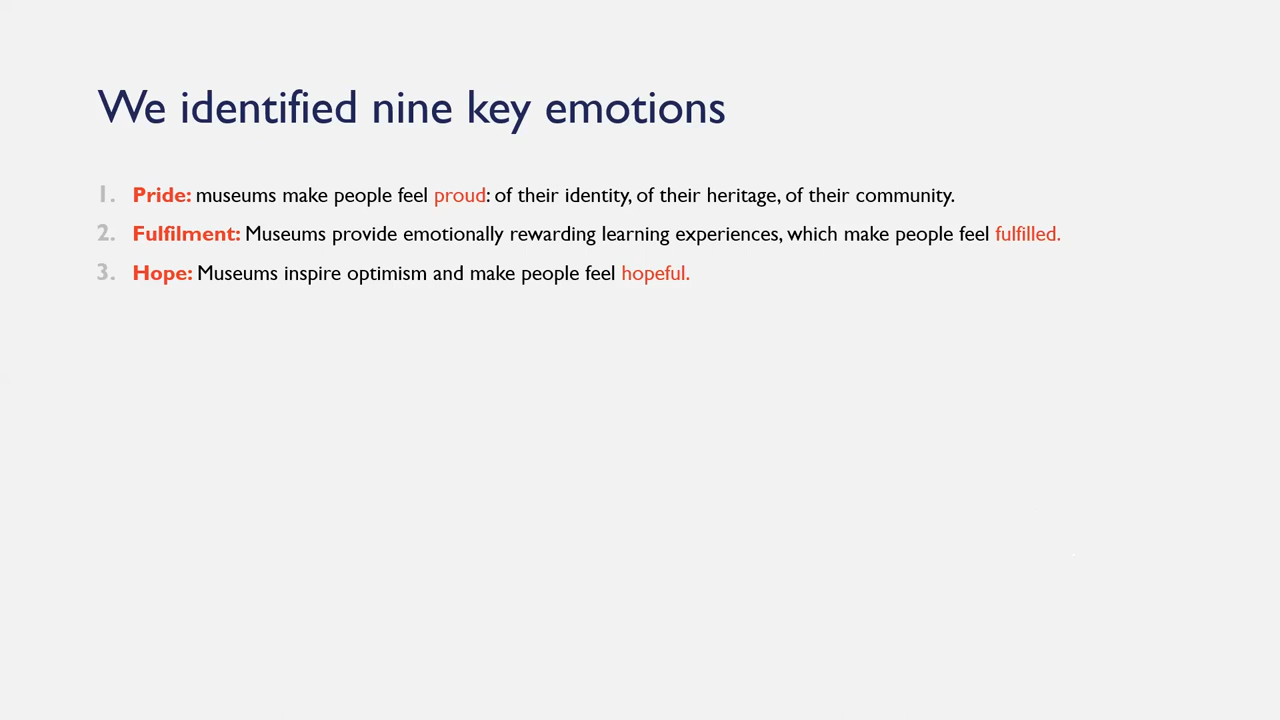 We identified nine key emotions
1. Pride: museums make people feel proud: of their identity, of their heritage, of their community.
2. Fulfilment: Museums provide emotionally rewarding learning experiences, which make people feel fulfilled.
3. Hope: Museums inspire optimism and make people feel hopeful.